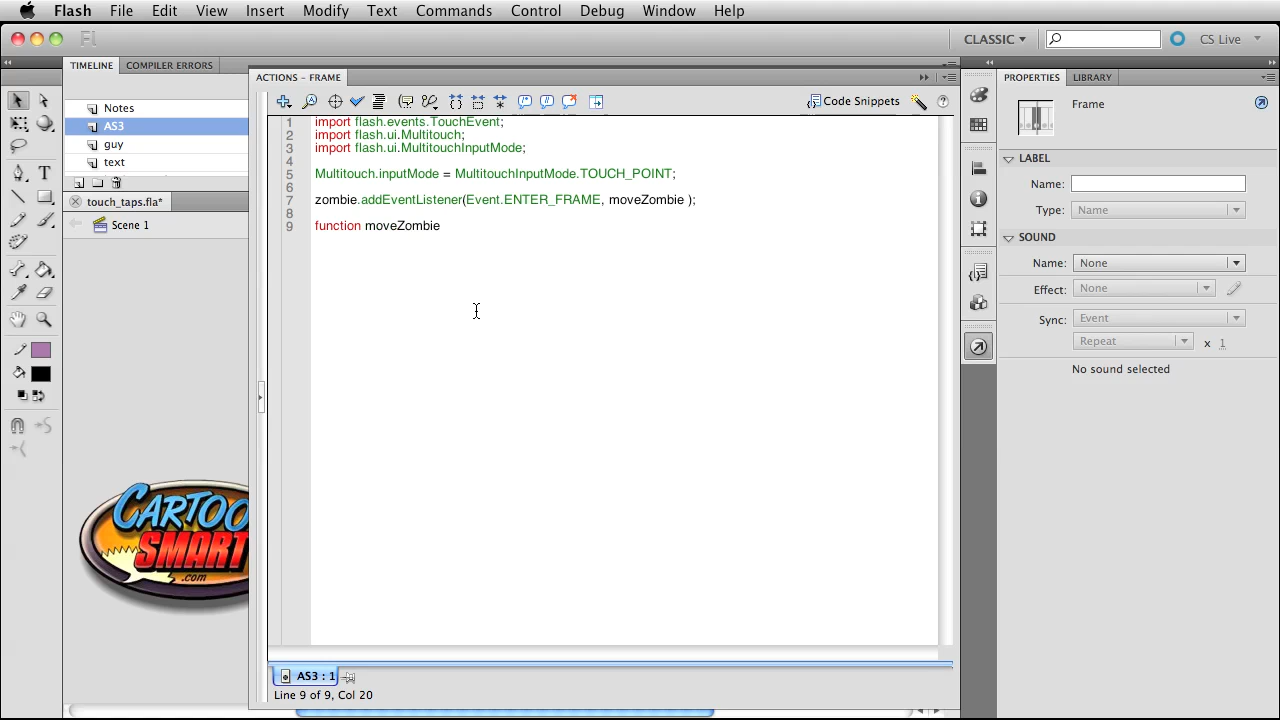 Flash File Edit View Insert Modify Text Commands Control Debug Window Help
Fl CLASSIC CS Live
TIMELINE COMPILER ERRORS
Notes
AS3
guy
text
touch_taps.fla*
Scene 1
CARTOO
SMART
.com
ACTIONS - FRAME
Code Snippets
1 import flash.events.TouchEvent;
2 import flash.ui.Multitouch;
3 import flash.ui.MultitouchInputMode;
4
5 Multitouch.inputMode = MultitouchInputMode.TOUCH_POINT;
6
7 zombie.addEventListener(Event.ENTER_FRAME, moveZombie );
8
9 function moveZombie
AS3 : 1
Line 9 of 9, Col 20
PROPERTIES LIBRARY
Frame
LABEL
Name:
Type: Name
SOUND
Name: None
Effect: None
Sync: Event
Repeat x 1
No sound selected